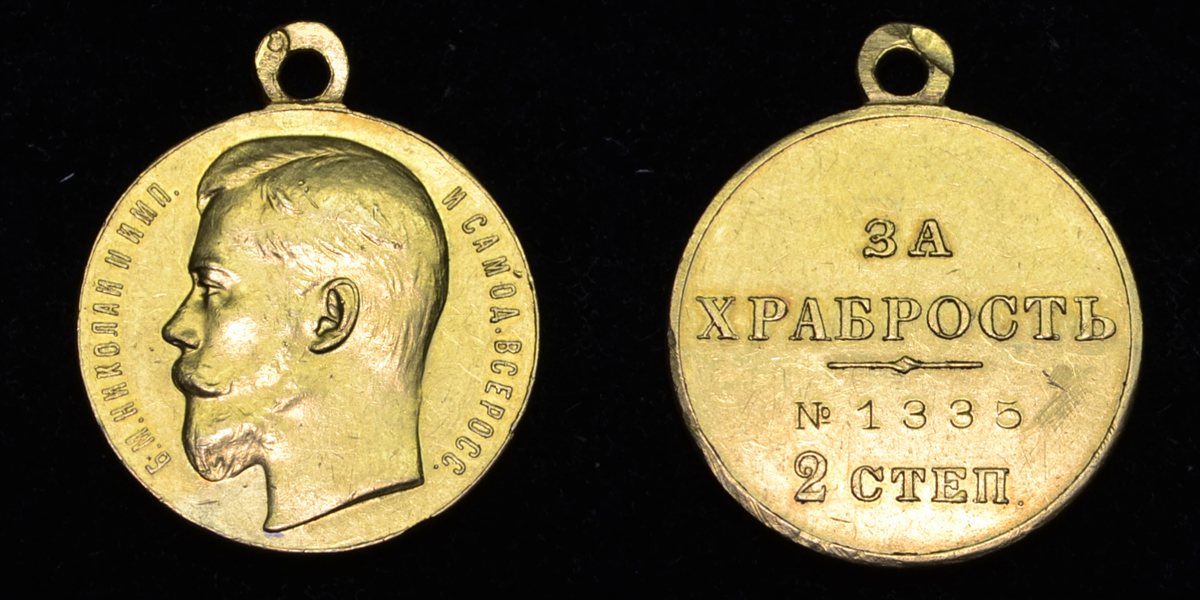 Б. М. НИКОЛАЙ II ИМП.
И САМОД. ВСЕРОСС.
ЗА
ХРАБРОСТЬ
№ 1335
2 СТЕП.